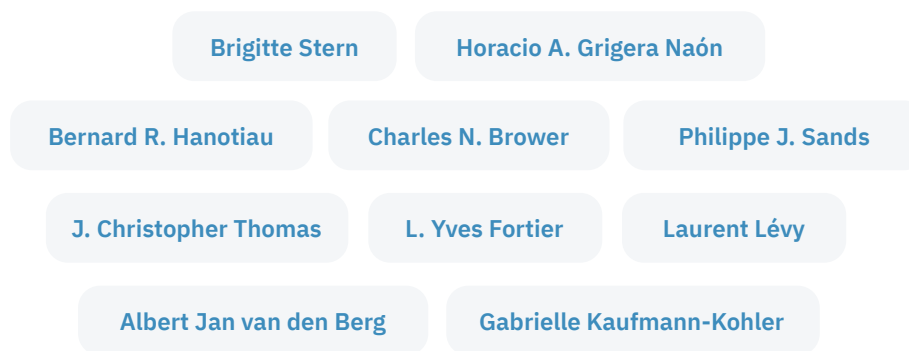 Brigitte Stern Horacio A. Grigera Naón
Bernard R. Hanotiau Charles N. Brower Philippe J. Sands
J. Christopher Thomas L. Yves Fortier Laurent Lévy
Albert Jan van den Berg Gabrielle Kaufmann-Kohler